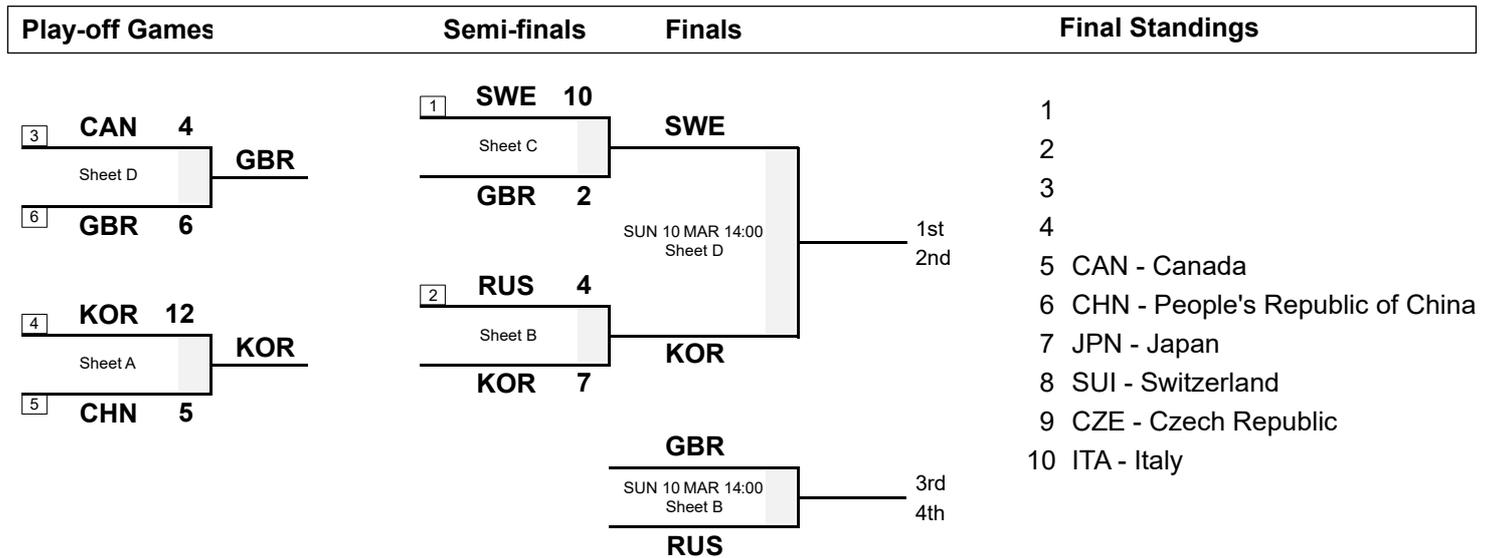 Play-off Games Semi-finals Finals Final Standings
3 CAN 4
Sheet D
GBR
6 GBR 6
4 KOR 12
Sheet A
KOR
5 CHN 5
1 SWE 10
Sheet C
GBR 2
2 RUS 4
Sheet B
KOR 7
SWE
SUN 10 MAR 14:00
Sheet D
KOR
1st
2nd
GBR
SUN 10 MAR 14:00
Sheet B
RUS
3rd
4th
1
2
3
4
5 CAN - Canada
6 CHN - People's Republic of China
7 JPN - Japan
8 SUI - Switzerland
9 CZE - Czech Republic
10 ITA - Italy